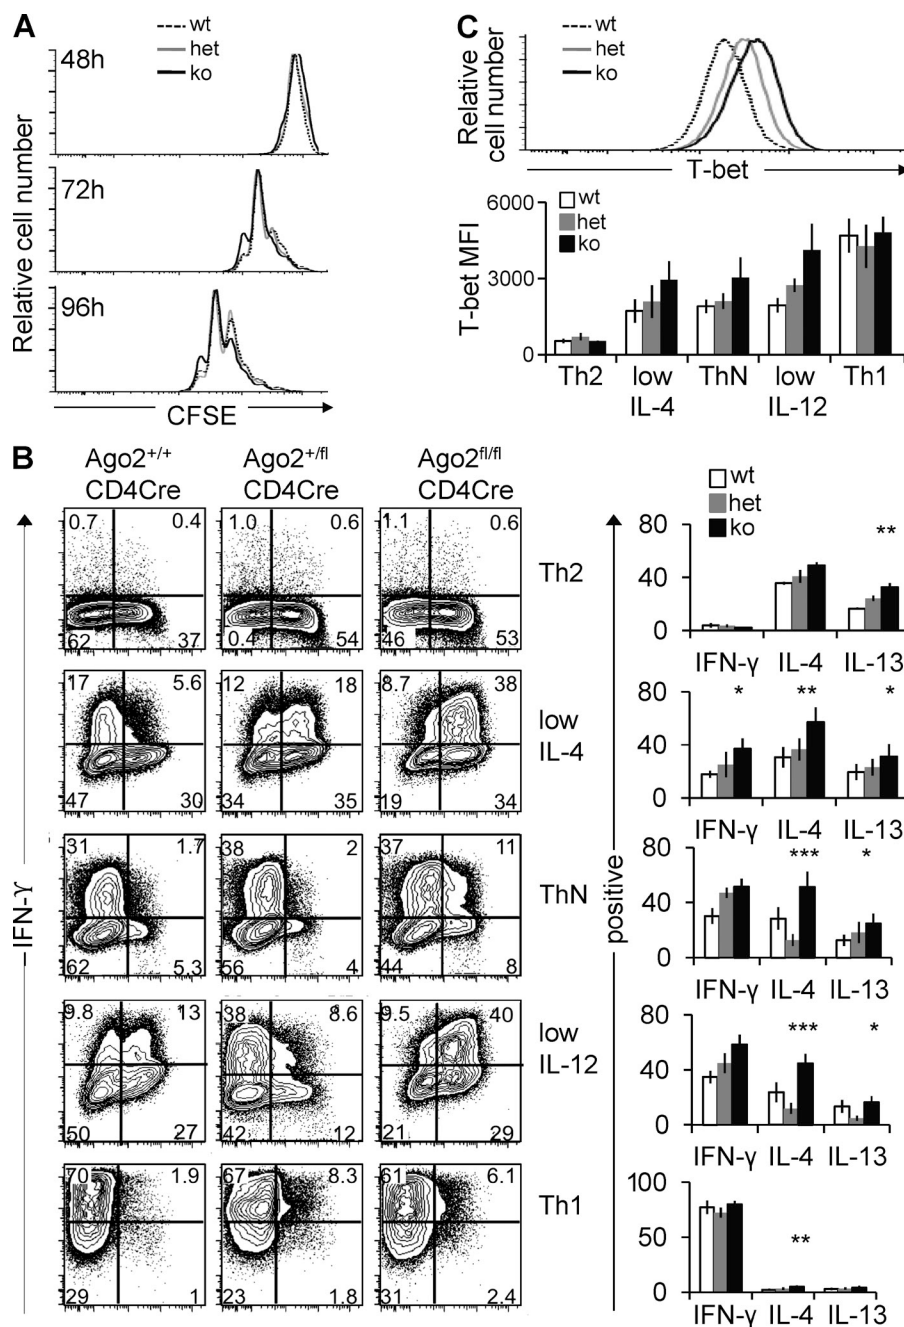 A
wt
het
ko
48h
72h
96h
Relative cell number
CFSE
C
wt
het
ko
Relative
cell number
T-bet
T-bet MFI
6000
3000
0
wt
het
ko
Th2
low
IL-4
ThN
low
IL-12
Th1
B
Ago2+/+
CD4Cre
Ago2+/fl
CD4Cre
Ago2fl/fl
CD4Cre
IFN-γ
0.7 0.4
62 37
1.0 0.6
0.4 54
1.1 0.6
46 53
Th2
17 5.6
47 30
12 18
34 35
8.7 38
19 34
low
IL-4
31 1.7
62 5.3
38 2
56 4
37 11
44 8
ThN
9.8 13
50 27
38 8.6
42 12
9.5 40
21 29
low
IL-12
70 1.9
29 1
67 8.3
23 1.8
61 6.1
31 2.4
Th1
positive
wt
het
ko
80
40
0
**
IFN-γ IL-4 IL-13
80
40
0
* ** *
IFN-γ IL-4 IL-13
80
40
0
*** *
IFN-γ IL-4 IL-13
80
40
0
*** *
IFN-γ IL-4 IL-13
100
50
0
**
IFN-γ IL-4 IL-13